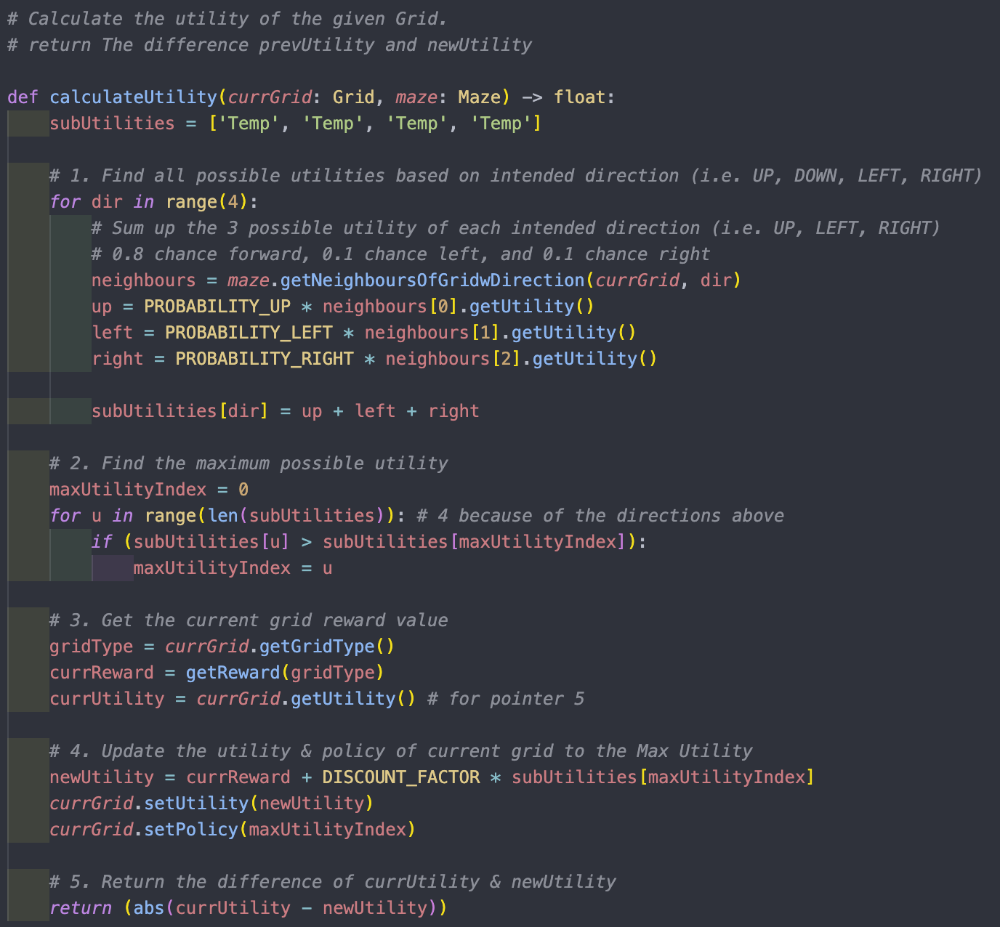 # Calculate the utility of the given Grid.
# return The difference prevUtility and newUtility

def calculateUtility(currGrid: Grid, maze: Maze) -> float:
    subUtilities = ['Temp', 'Temp', 'Temp', 'Temp']

    # 1. Find all possible utilities based on intended direction (i.e. UP, DOWN, LEFT, RIGHT)
    for dir in range(4):
        # Sum up the 3 possible utility of each intended direction (i.e. UP, LEFT, RIGHT)
        # 0.8 chance forward, 0.1 chance left, and 0.1 chance right
        neighbours = maze.getNeighboursOfGridwDirection(currGrid, dir)
        up = PROBABILITY_UP * neighbours[0].getUtility()
        left = PROBABILITY_LEFT * neighbours[1].getUtility()
        right = PROBABILITY_RIGHT * neighbours[2].getUtility()

        subUtilities[dir] = up + left + right

    # 2. Find the maximum possible utility
    maxUtilityIndex = 0
    for u in range(len(subUtilities)): # 4 because of the directions above
        if (subUtilities[u] > subUtilities[maxUtilityIndex]):
            maxUtilityIndex = u

    # 3. Get the current grid reward value
    gridType = currGrid.getGridType()
    currReward = getReward(gridType)
    currUtility = currGrid.getUtility() # for pointer 5

    # 4. Update the utility & policy of current grid to the Max Utility
    newUtility = currReward + DISCOUNT_FACTOR * subUtilities[maxUtilityIndex]
    currGrid.setUtility(newUtility)
    currGrid.setPolicy(maxUtilityIndex)

    # 5. Return the difference of currUtility & newUtility
    return (abs(currUtility - newUtility))